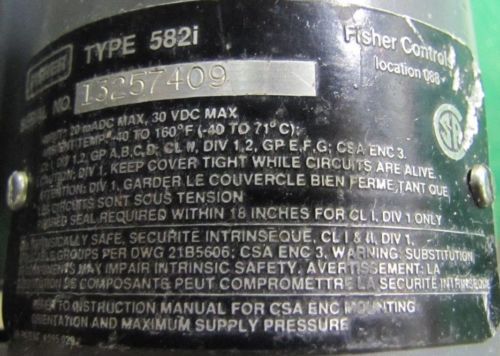 FISHER
TYPE 582i
Fisher Controls
location 088
SERIAL NO. 13257409
20 mADC MAX, 30 VDC MAX
TEMP -40 TO 160°F (-40 TO 71°C);
CL I, DIV 1,2, GP A,B,C,D; CL II, DIV 1,2, GP E,F,G; CSA ENC 3.
DIV 1. KEEP COVER TIGHT WHILE CIRCUITS ARE ALIVE.
DIV 1, GARDER LE COUVERCLE BIEN FERME, TANT QUE
CIRCUITS SONT SOUS TENSION
SEAL REQUIRED WITHIN 18 INCHES FOR CL I, DIV 1 ONLY
SAFE, SECURITE INTRINSEQUE, CL I & II, DIV 1,
GROUPS PER DWG 21B5606; CSA ENC 3, WARNING: SUBSTITUTION
MAY IMPAIR INTRINSIC SAFETY. AVERTISSEMENT: LA
DE COMPOSANTS PEUT COMPROMETTRE LA SECURITE INTRINSEQUE
TO INSTRUCTION MANUAL FOR CSA ENC MOUNTING
ORIENTATION AND MAXIMUM SUPPLY PRESSURE